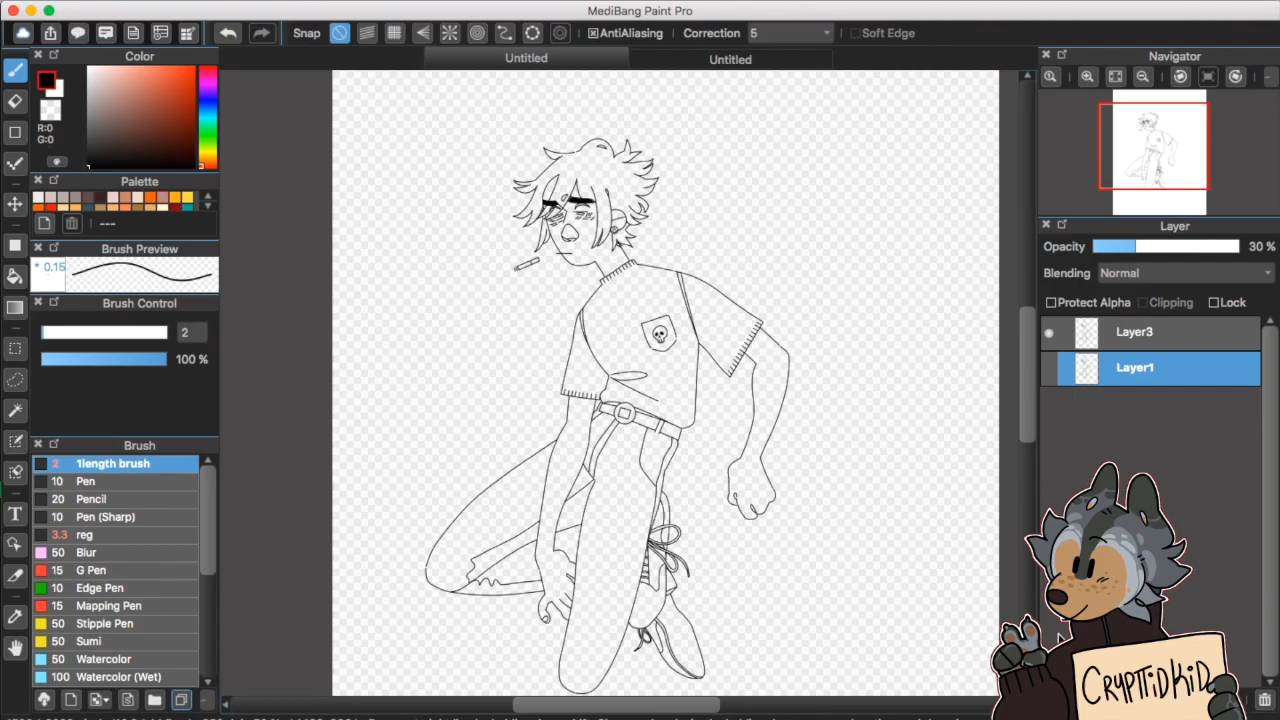 MediBang Paint Pro
Snap
AntiAliasing
Correction 5
Soft Edge
Untitled
Untitled
Color
R:0
G:0
Palette
---
Brush Preview
* 0.15
Brush Control
2
100 %
Brush
2 1length brush
10 Pen
20 Pencil
10 Pen (Sharp)
3.3 reg
50 Blur
15 G Pen
10 Edge Pen
15 Mapping Pen
50 Stipple Pen
50 Sumi
50 Watercolor
100 Watercolor (Wet)
Navigator
Layer
Opacity 30 %
Blending Normal
Protect Alpha Clipping Lock
Layer3
Layer1
CRYPTiDKiD